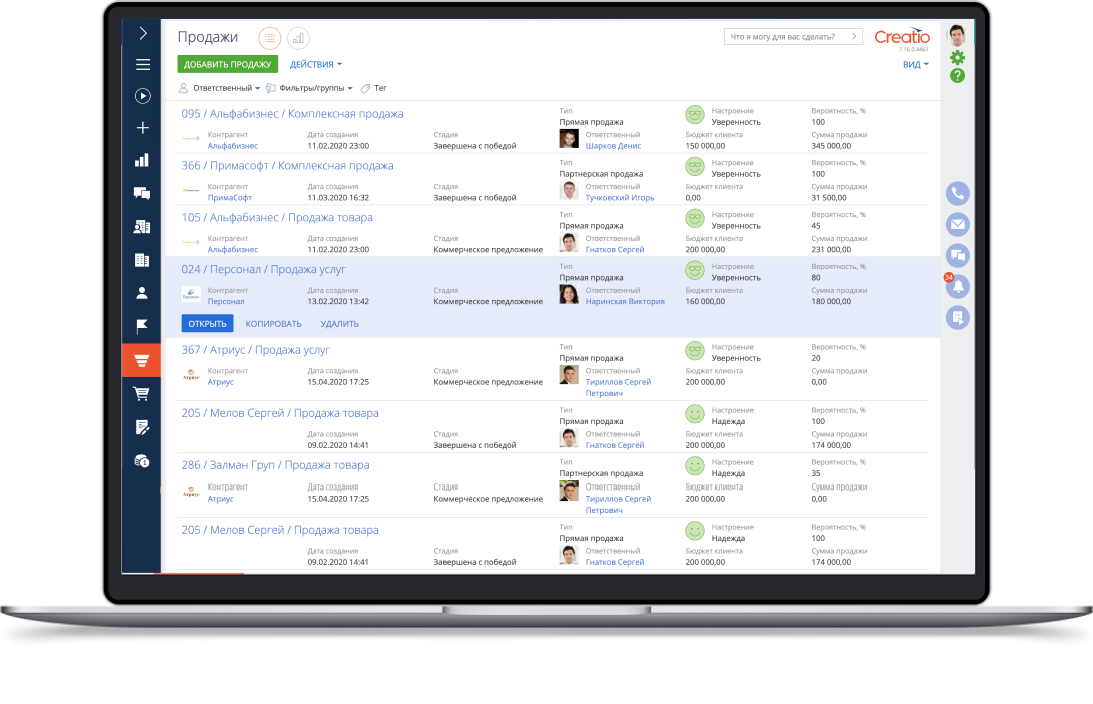 Продажи
Что я могу для вас сделать?
Creatio
7.16.0.4461
ДОБАВИТЬ ПРОДАЖУ ДЕЙСТВИЯ ВИД
Ответственный Фильтры/группы Тег
095 / Альфабизнес / Комплексная продажа
Тип Настроение Вероятность, %
Прямая продажа Уверенность 100
Контрагент Дата создания Стадия Ответственный Бюджет клиента Сумма продажи
Альфабизнес 11.02.2020 23:00 Завершена с победой Шарков Денис 150 000,00 345 000,00
366 / Примасофт / Комплексная продажа
Тип Настроение Вероятность, %
Партнерская продажа Уверенность 100
Контрагент Дата создания Стадия Ответственный Бюджет клиента Сумма продажи
ПримаСофт 11.03.2020 16:32 Завершена с победой Тучковский Игорь 0,00 31 500,00
105 / Альфабизнес / Продажа товара
Тип Настроение Вероятность, %
Прямая продажа Уверенность 45
Контрагент Дата создания Стадия Ответственный Бюджет клиента Сумма продажи
Альфабизнес 11.02.2020 23:00 Коммерческое предложение Гнатков Сергей 200 000,00 231 000,00
024 / Персонал / Продажа услуг
Тип Настроение Вероятность, %
Прямая продажа Уверенность 80
Контрагент Дата создания Стадия Ответственный Бюджет клиента Сумма продажи
Персонал 13.02.2020 13:42 Коммерческое предложение Наринская Виктория 160 000,00 180 000,00
34
ОТКРЫТЬ КОПИРОВАТЬ УДАЛИТЬ
367 / Атриус / Продажа услуг
Тип Настроение Вероятность, %
Прямая продажа Уверенность 20
Атриус Контрагент Дата создания Стадия Ответственный Бюджет клиента Сумма продажи
Атриус 15.04.2020 17:25 Коммерческое предложение Тириллов Сергей 200 000,00 0,00
Петрович
205 / Мелов Сергей / Продажа товара
Тип Настроение Вероятность, %
Прямая продажа Надежда 100
Дата создания Стадия Ответственный Бюджет клиента Сумма продажи
09.02.2020 14:41 Завершена с победой Гнатков Сергей 200 000,00 174 000,00
286 / Залман Груп / Продажа товара
Тип Настроение Вероятность, %
Партнерская продажа Надежда 35
Атриус Контрагент Дата создания Стадия Ответственный Бюджет клиента Сумма продажи
Атриус 15.04.2020 17:25 Коммерческое предложение Тириллов Сергей 200 000,00 0,00
Петрович
205 / Мелов Сергей / Продажа товара
Тип Настроение Вероятность, %
Прямая продажа Надежда 100
Дата создания Стадия Ответственный Бюджет клиента Сумма продажи
09.02.2020 14:41 Завершена с победой Гнатков Сергей 200 000,00 174 000,00